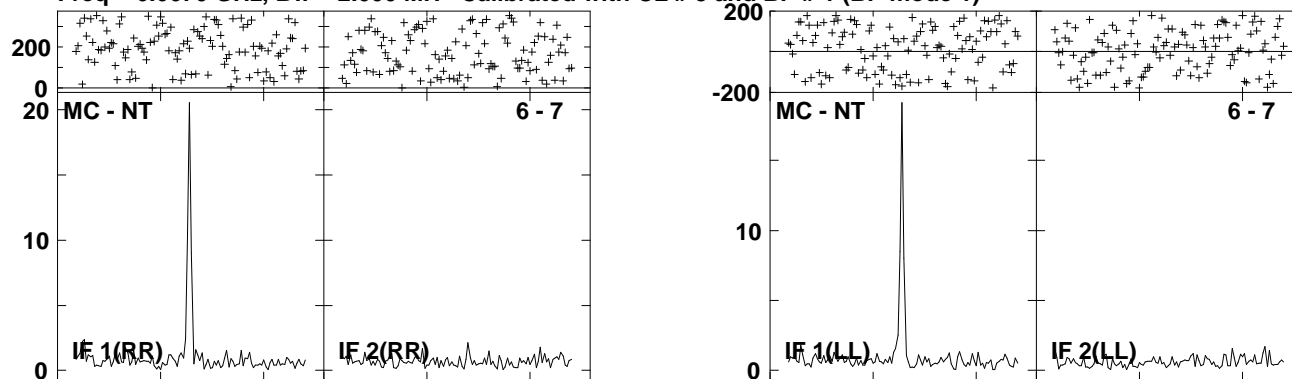 200
0
MC - NT
6 - 7
20
10
0
IF 1(RR)
IF 2(RR)
200
-200
MC - NT
6 - 7
10
0
IF 1(LL)
IF 2(LL)